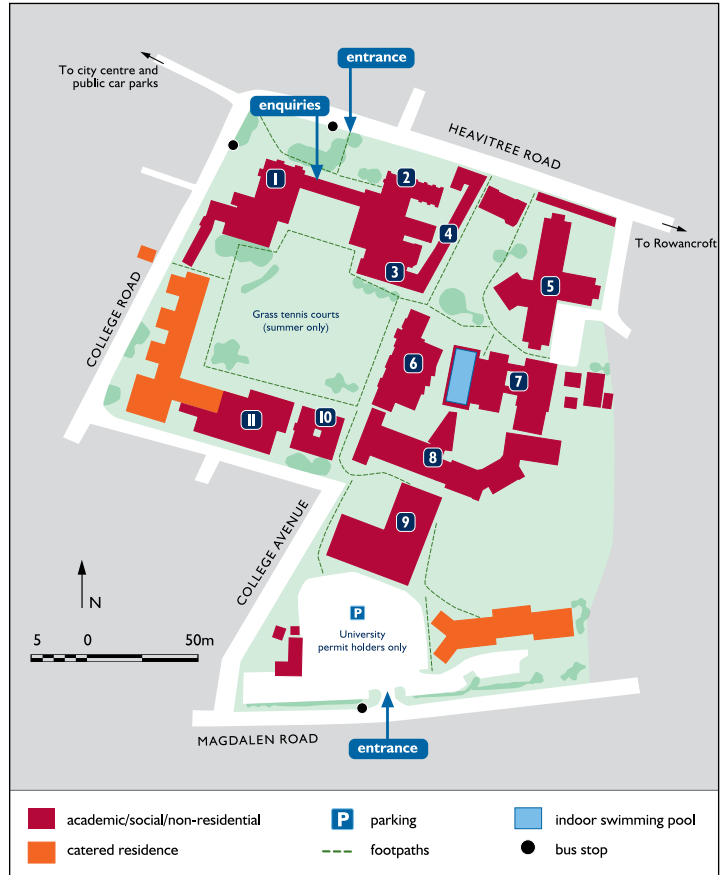 entrance
To city centre and
public car parks
enquiries
HEAVITREE ROAD
1
2
4
To Rowancroft
3
5
COLLEGE ROAD
Grass tennis courts
(summer only)
6
7
11
10
8
9
COLLEGE AVENUE
N
P
University
permit holders only
5 0 50m
MAGDALEN ROAD
entrance
academic/social/non-residential
P parking
indoor swimming pool
catered residence
footpaths
bus stop